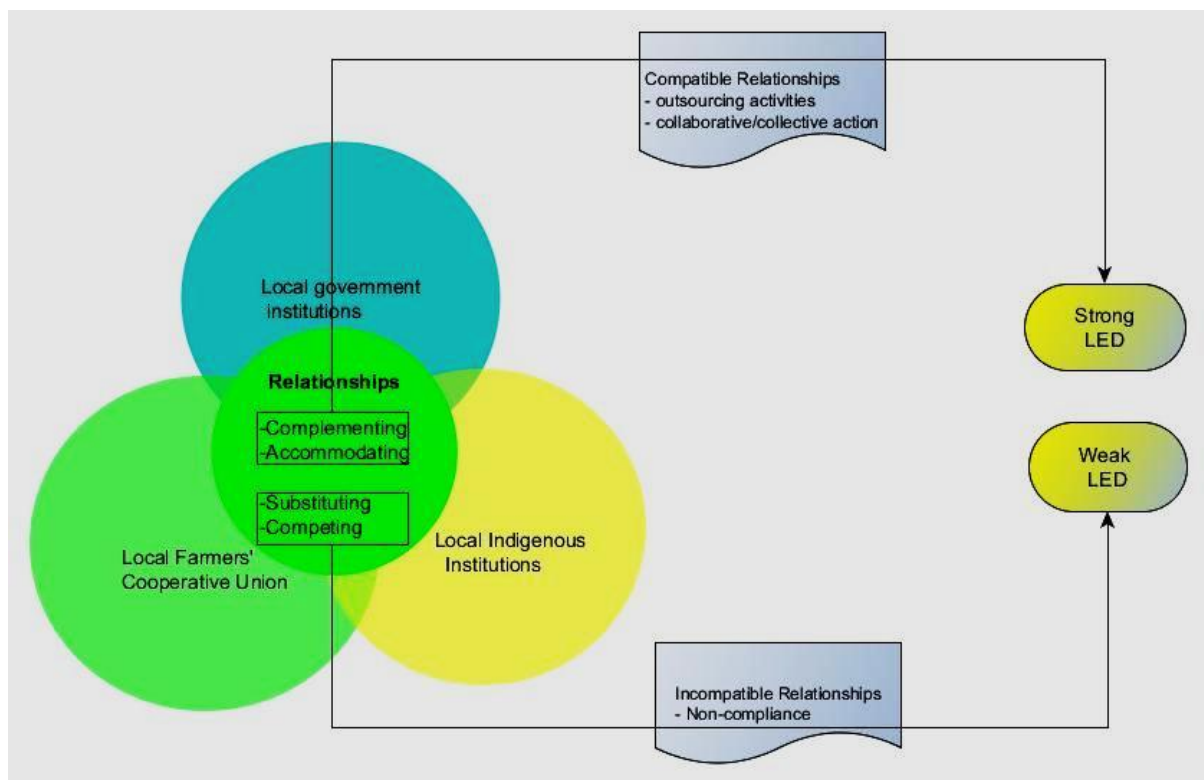 Compatible Relationships
- outsourcing activities
- collaborative/collective action
Local government
institutions
Relationships
-Complementing
-Accommodating
-Substituting
-Competing
Local Farmers'
Cooperative Union
Local Indigenous
Institutions
Strong
LED
Weak
LED
Incompatible Relationships
- Non-compliance